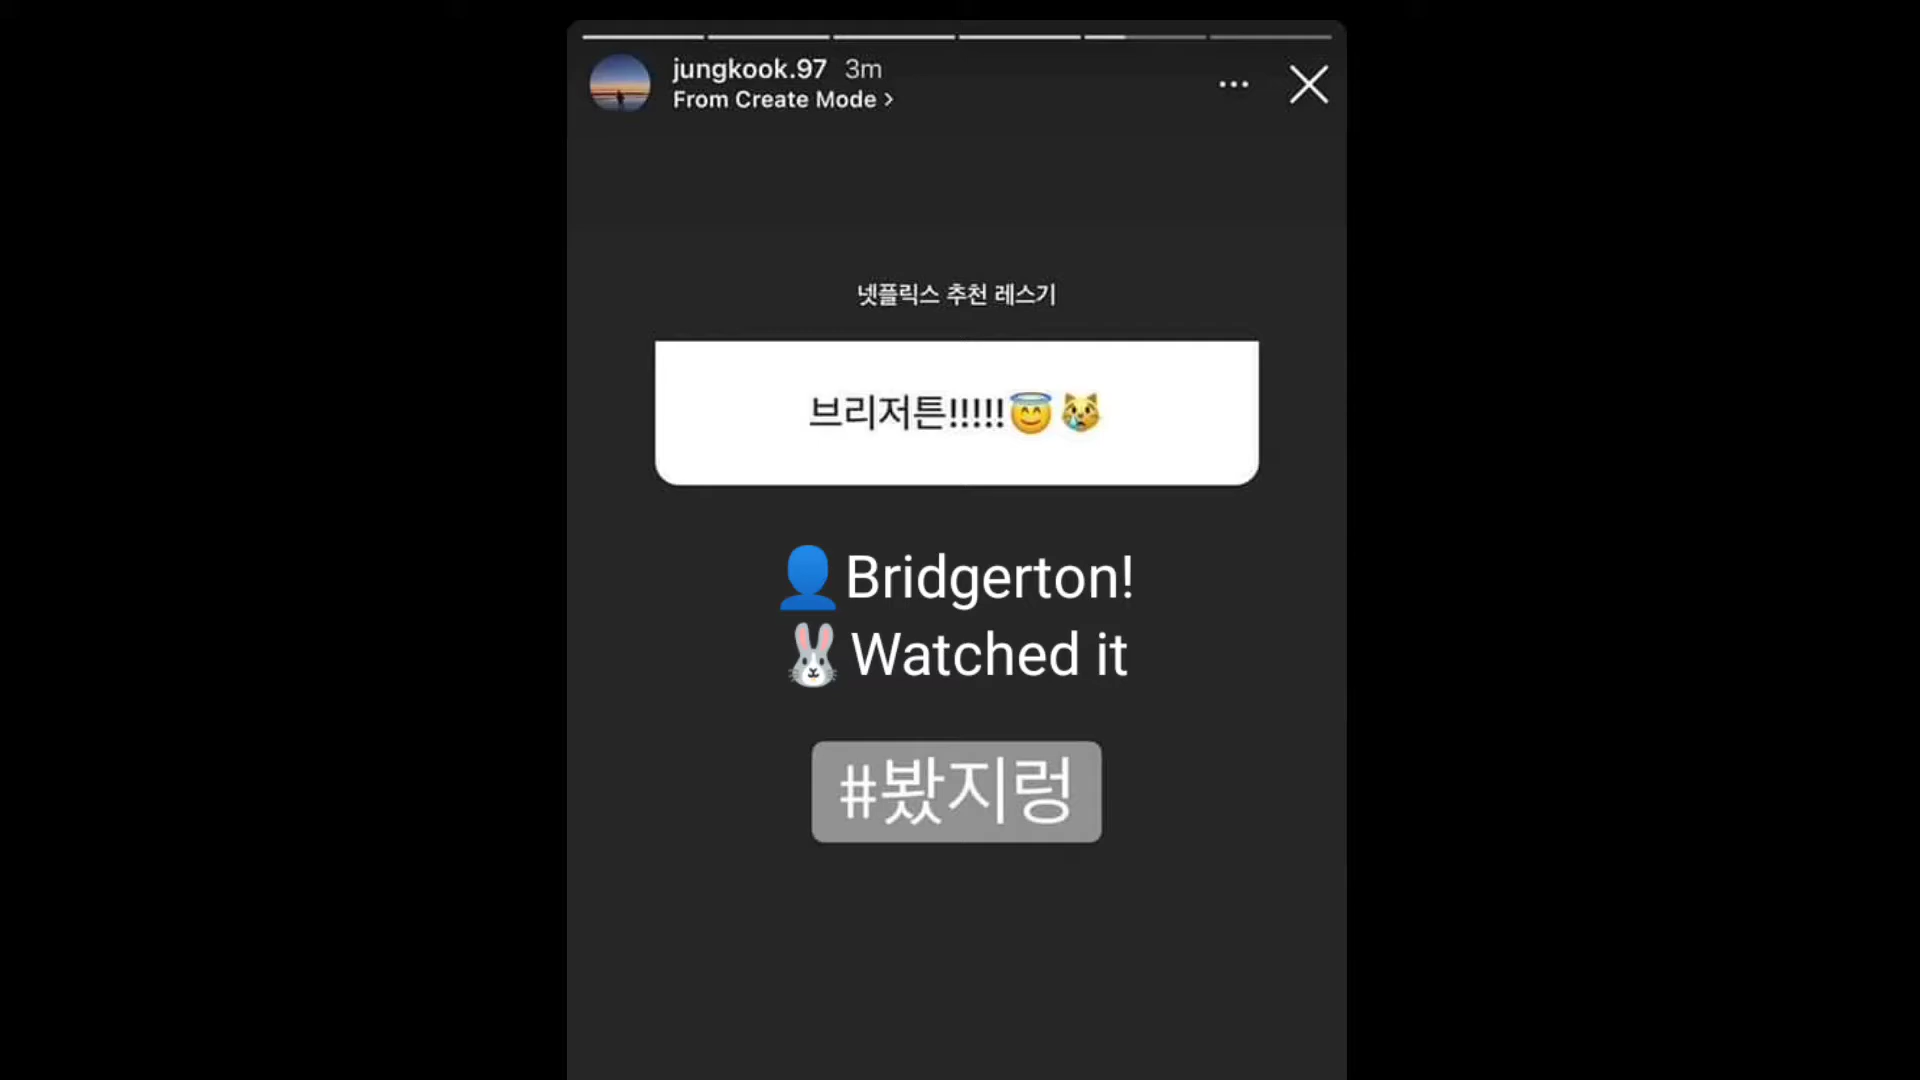 jungkook.97 3m
From Create Mode >
넷플릭스 추천 레스기
브리저튼!!!!!😇😿
👤Bridgerton!
🐰Watched it
#봤지렁